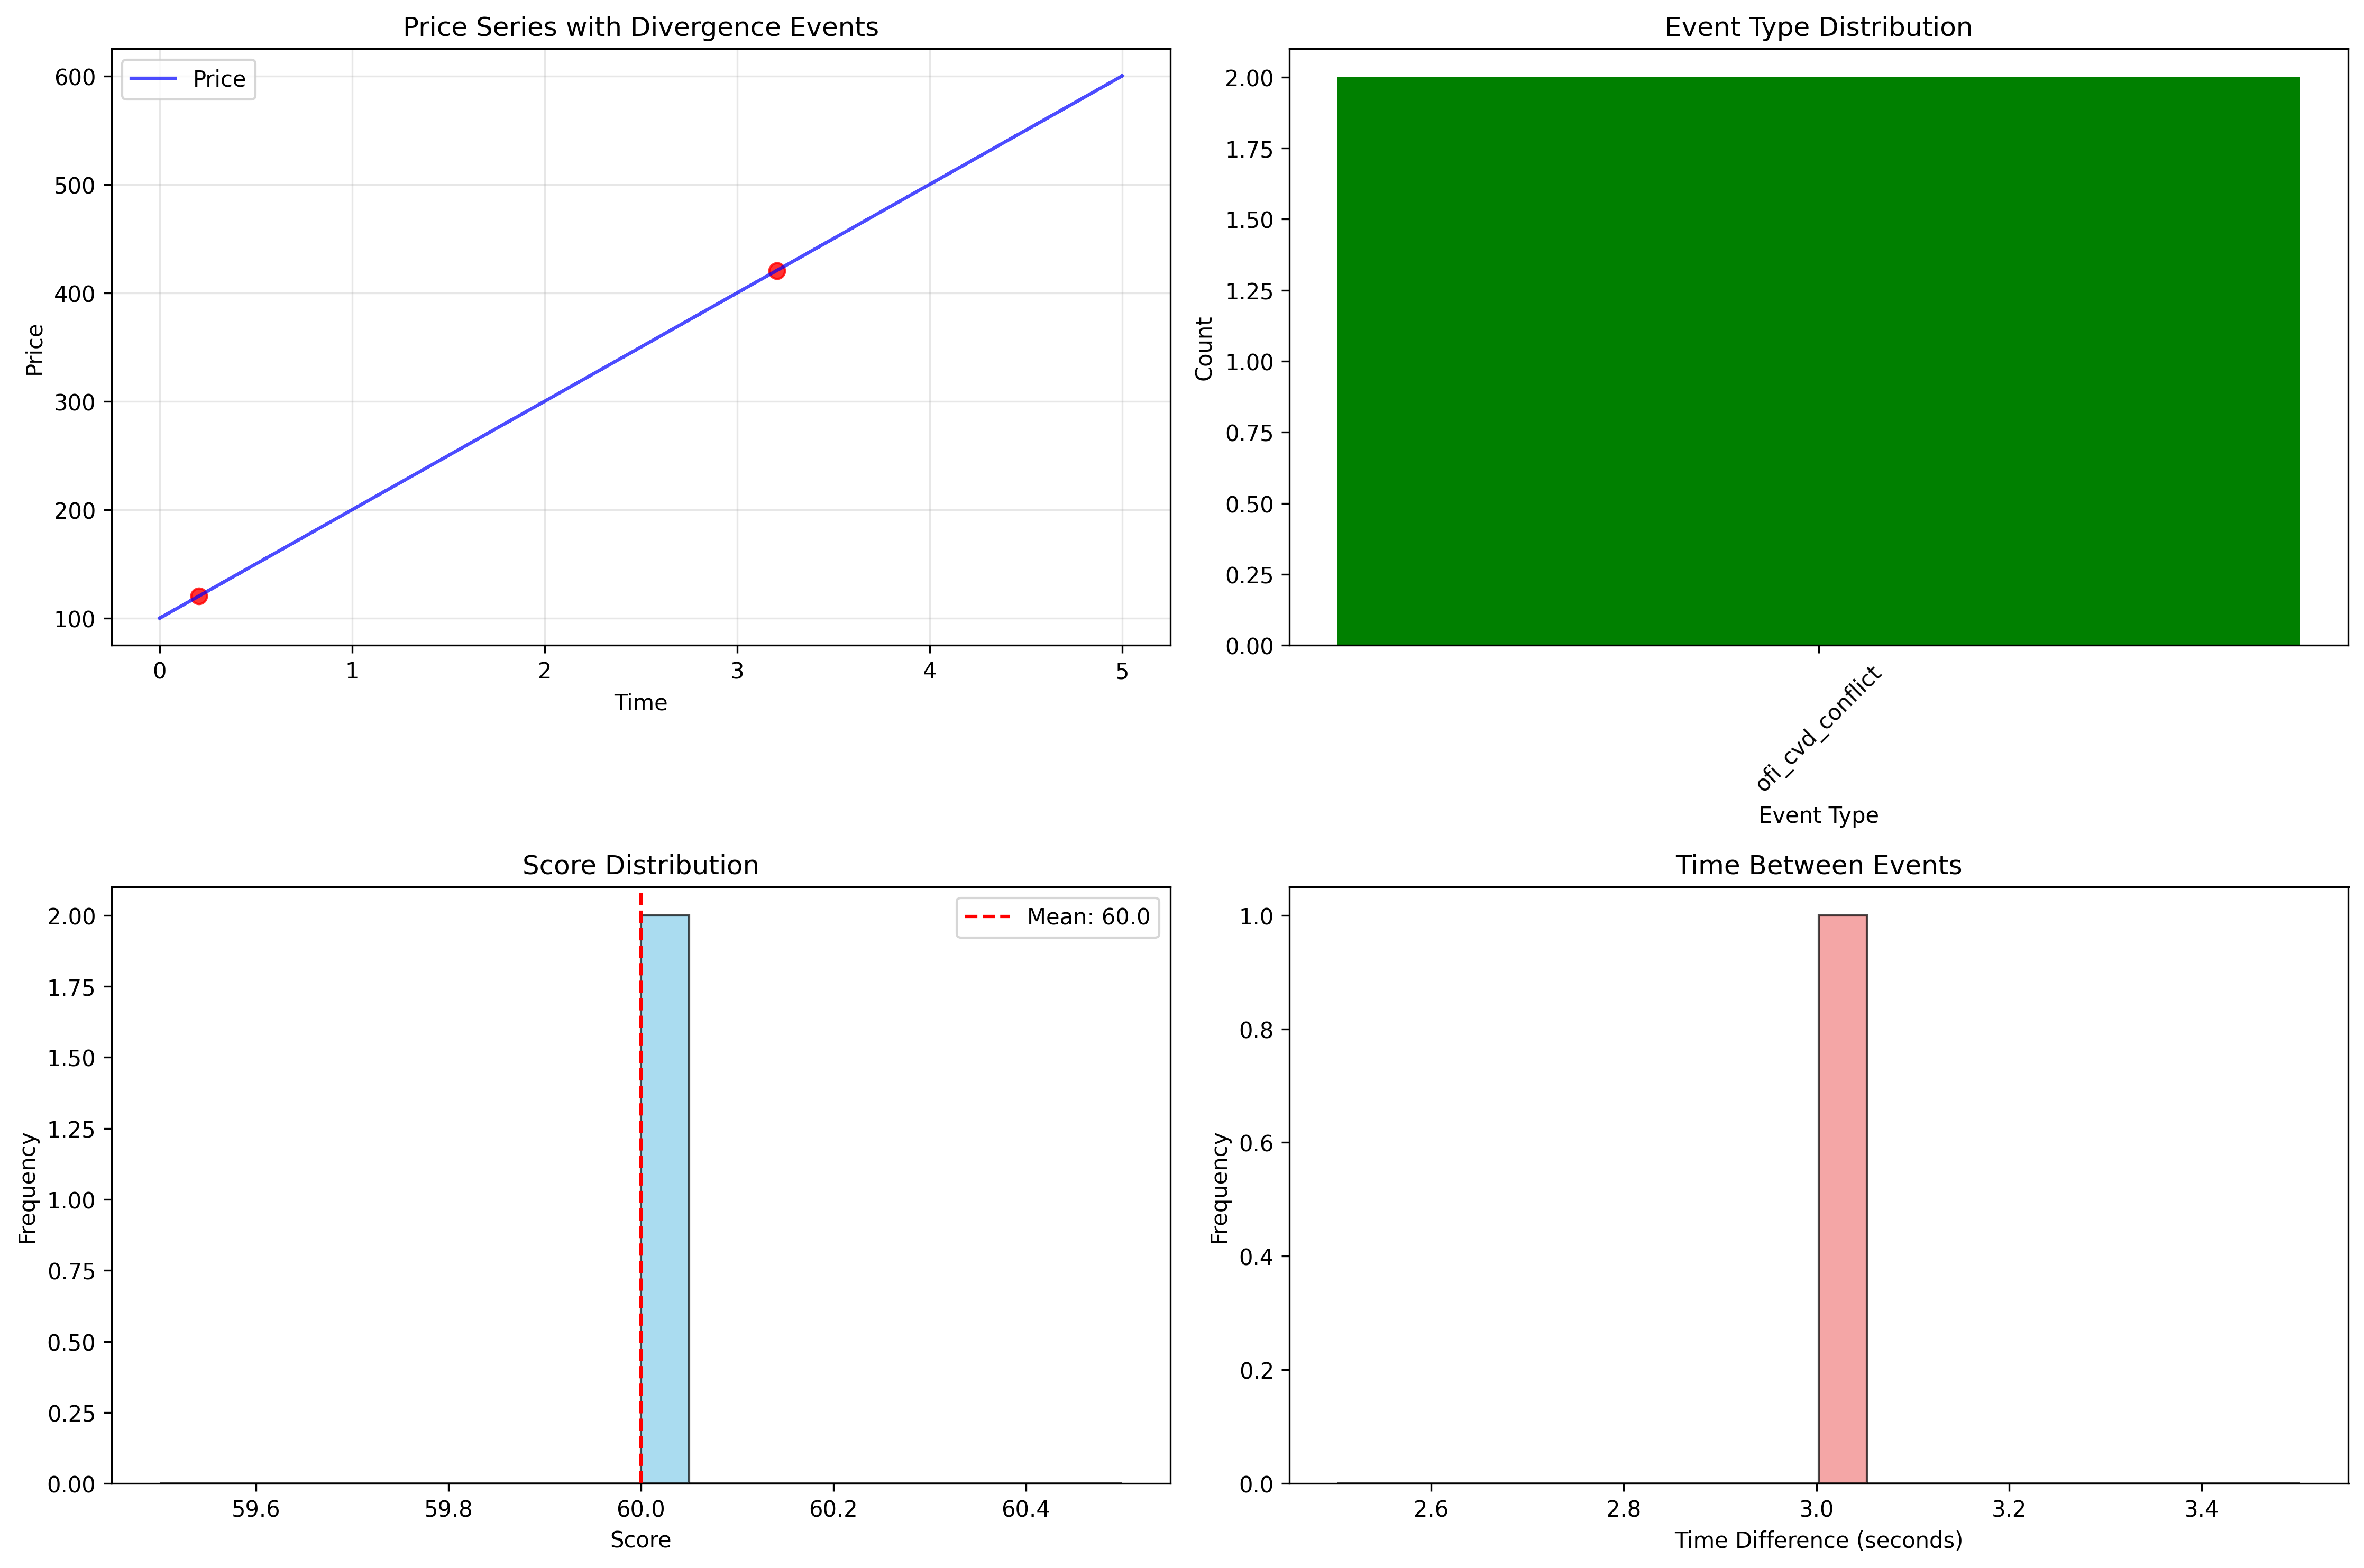 Price Series with Divergence Events
Price
600
500
400
300
200
100
Price
0 1 2 3 4 5
Time
Event Type Distribution
2.00
1.75
1.50
1.25
1.00
0.75
0.50
0.25
0.00
Count
ofi_cvd_conflict
Event Type
Score Distribution
Mean: 60.0
2.00
1.75
1.50
1.25
1.00
0.75
0.50
0.25
0.00
Frequency
59.6 59.8 60.0 60.2 60.4
Score
Time Between Events
1.0
0.8
0.6
0.4
0.2
0.0
Frequency
2.6 2.8 3.0 3.2 3.4
Time Difference (seconds)